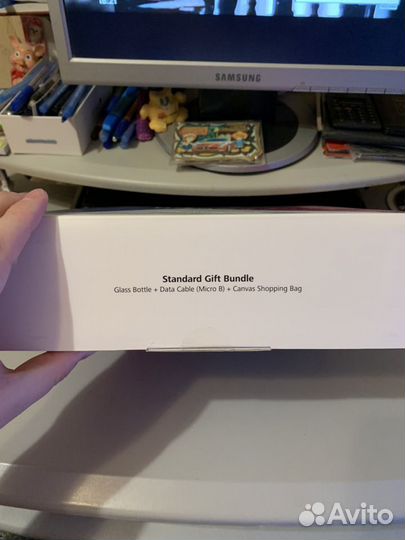 SAMSUNG
Standard Gift Bundle
Glass Bottle + Data Cable (Micro B) + Canvas Shopping Bag
Avito